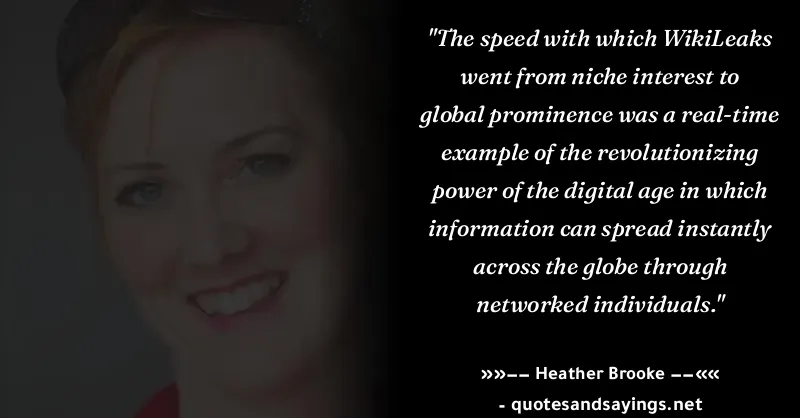 "The speed with which WikiLeaks
went from niche interest to
global prominence was a real-time
example of the revolutionizing
power of the digital age in which
information can spread instantly
across the globe through
networked individuals."
»»−− Heather Brooke −−««
- quotesandsayings.net